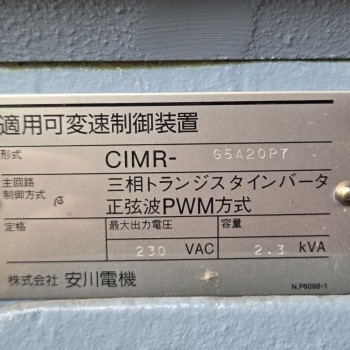 適用可変速制御装置
形式 CIMR- G5A20P7
主回路 三相トランジスタインバータ
制御方式 正弦波PWM方式
定格 最大出力電圧 容量
230 VAC 2.3 kVA
株式会社 安川電機 N.P8098-1